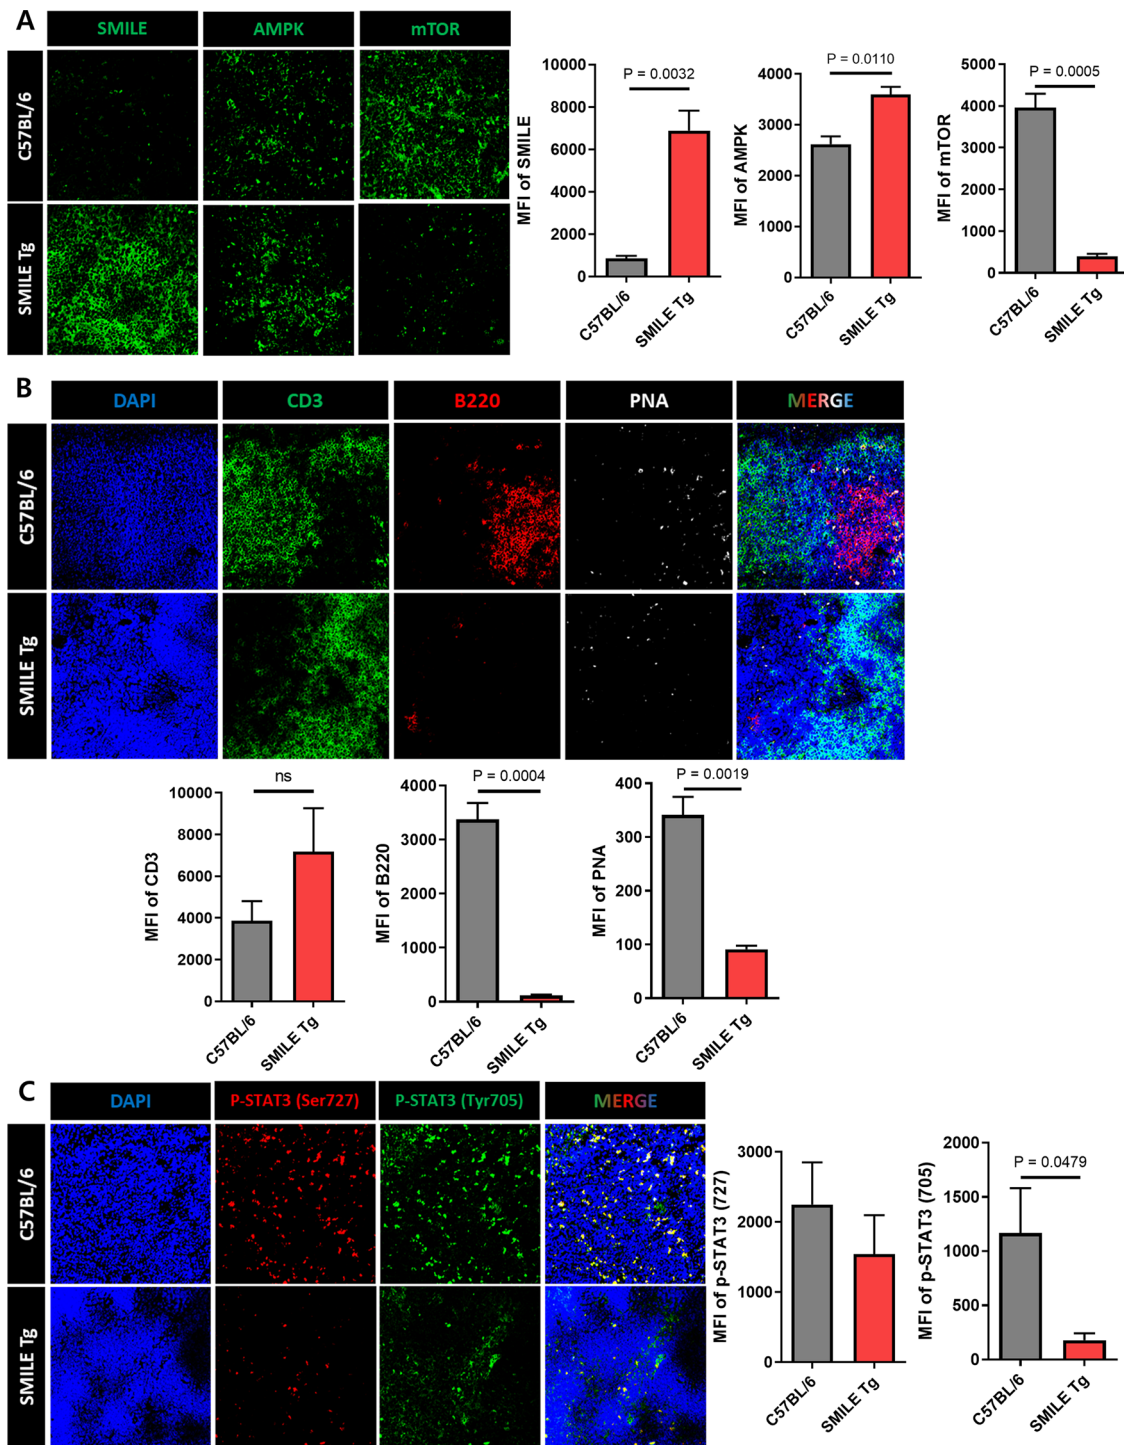 A
SMILE AMPK mTOR
C57BL/6
SMILE Tg
P = 0.0032
MFI of SMILE
10000
8000
6000
4000
2000
0
C57BL/6 SMILE Tg
P = 0.0110
MFI of AMPK
4000
3000
2000
1000
0
C57BL/6 SMILE Tg
P = 0.0005
MFI of mTOR
5000
4000
3000
2000
1000
0
C57BL/6 SMILE Tg
B
DAPI CD3 B220 PNA MERGE
C57BL/6
SMILE Tg
ns
MFI of CD3
10000
8000
6000
4000
2000
0
C57BL/6 SMILE Tg
P = 0.0004
MFI of B220
4000
3000
2000
1000
0
C57BL/6 SMILE Tg
P = 0.0019
MFI of PNA
400
300
200
100
0
C57BL/6 SMILE Tg
C
DAPI P-STAT3 (Ser727) P-STAT3 (Tyr705) MERGE
C57BL/6
SMILE Tg
MFI of p-STAT3 (727)
3000
2000
1000
0
C57BL/6 SMILE Tg
P = 0.0479
MFI of p-STAT3 (705)
2000
1500
1000
500
0
C57BL/6 SMILE Tg